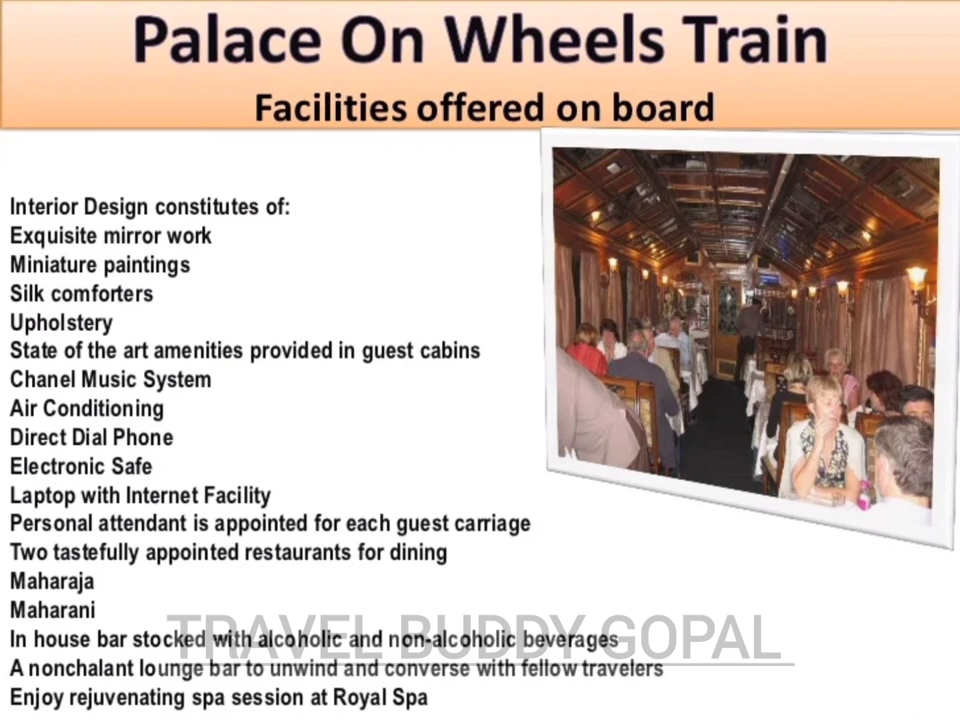 Palace On Wheels Train
Facilities offered on board
Interior Design constitutes of:
Exquisite mirror work
Miniature paintings
Silk comforters
Upholstery
State of the art amenities provided in guest cabins
Chanel Music System
Air Conditioning
Direct Dial Phone
Electronic Safe
Laptop with Internet Facility
Personal attendant is appointed for each guest carriage
Two tastefully appointed restaurants for dining
Maharaja
Maharani
In house bar stocked with alcoholic and non-alcoholic beverages
TRAVEL BUDDY GOPAL
A nonchalant lounge bar to unwind and converse with fellow travelers
Enjoy rejuvenating spa session at Royal Spa